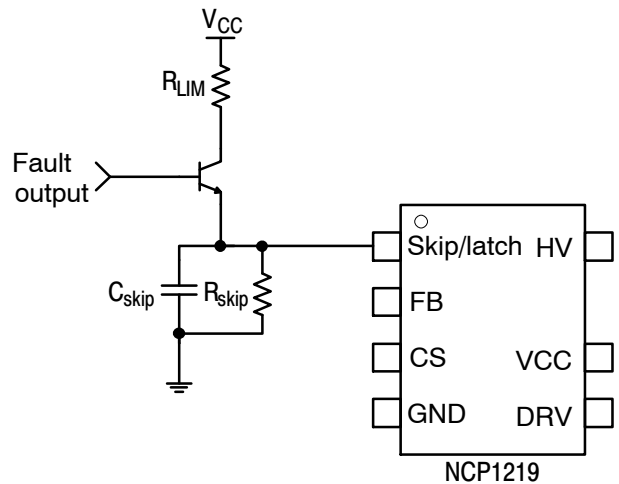 VCC
RLIM
Fault
output
Cskip
Rskip
Skip/latch HV
FB
CS VCC
GND DRV
NCP1219